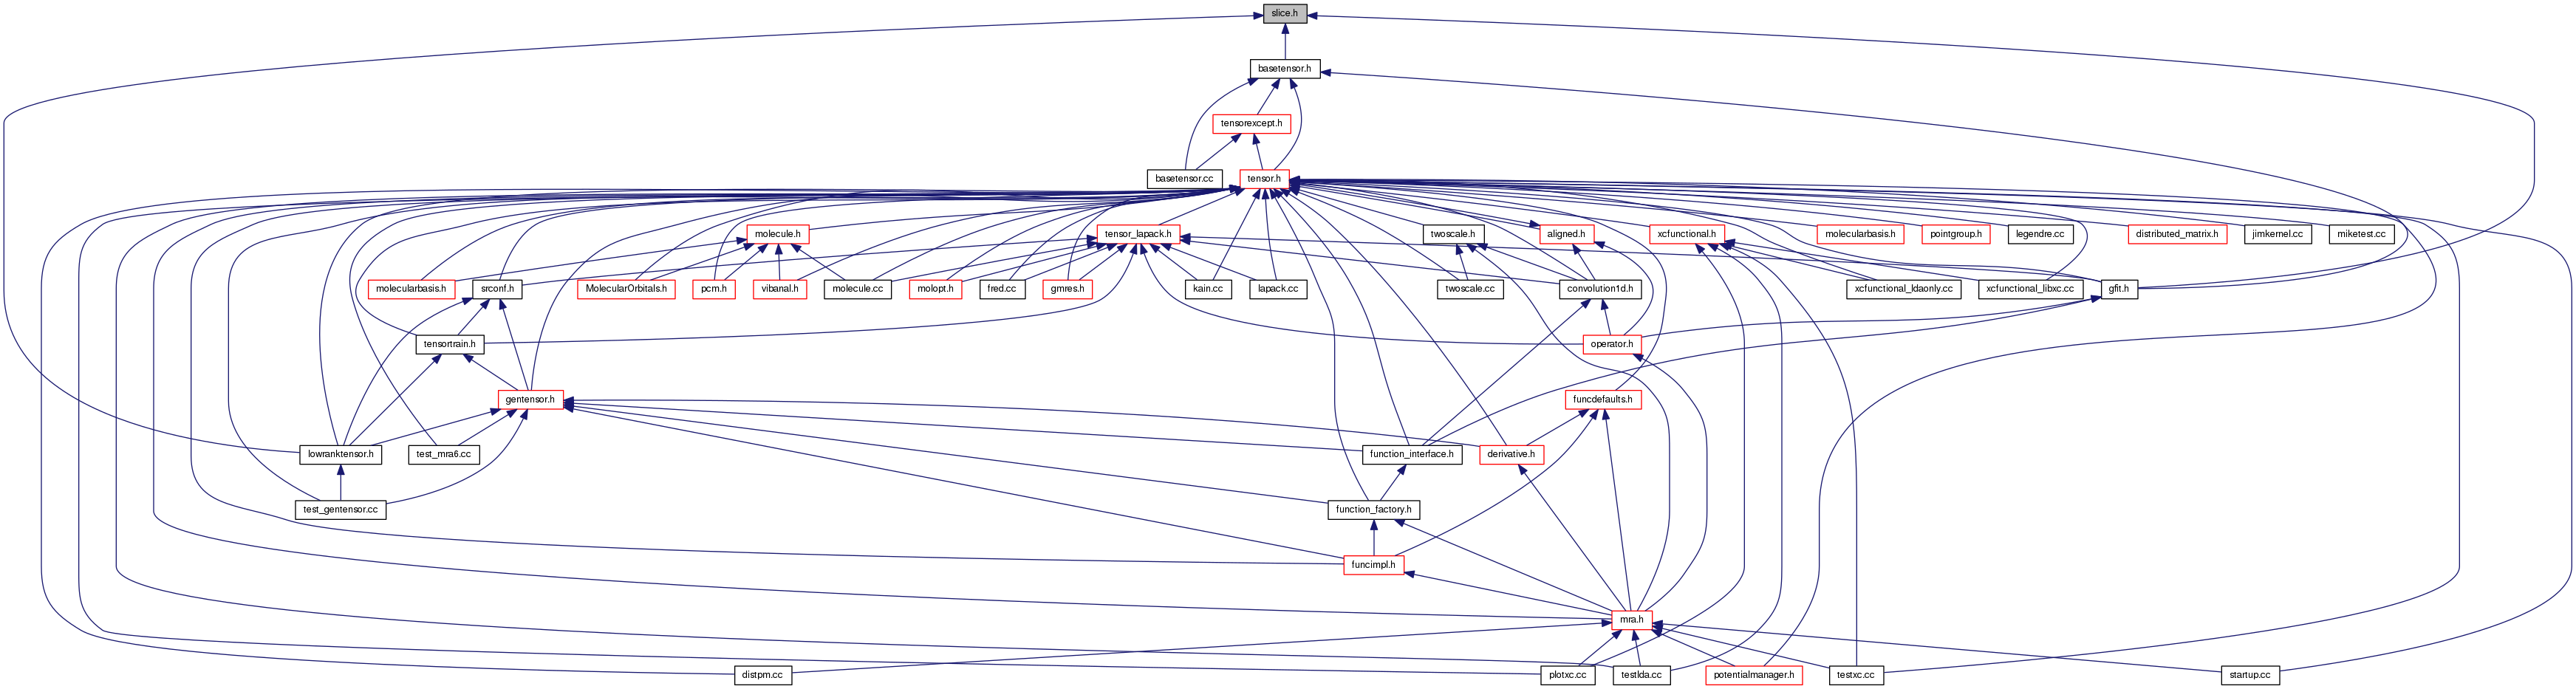 slice.h
basetensor.h
tensorexcept.h
basetensor.cc
tensor.h
molecule.h
tensor_lapack.h
twoscale.h
aligned.h
xcfunctional.h
molecularbasis.h
pointgroup.h
legendre.cc
distributed_matrix.h
jimkernel.cc
miketest.cc
molecularbasis.h
srconf.h
MolecularOrbitals.h
pcm.h
vibanal.h
molecule.cc
molopt.h
fred.cc
gmres.h
kain.cc
lapack.cc
twoscale.cc
convolution1d.h
xcfunctional_ldaonly.cc
xcfunctional_libxc.cc
gfit.h
tensortrain.h
operator.h
gentensor.h
funcdefaults.h
lowranktensor.h
test_mra6.cc
function_interface.h
derivative.h
test_gentensor.cc
function_factory.h
funcimpl.h
mra.h
distpm.cc
plotxc.cc
testlda.cc
potentialmanager.h
testxc.cc
startup.cc